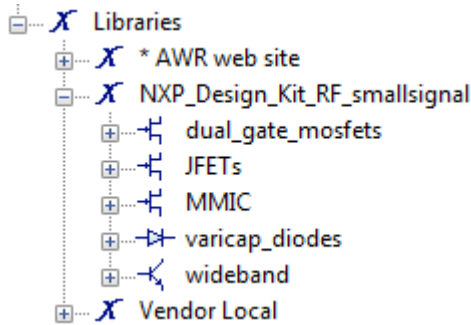 Libraries
* AWR web site
NXP_Design_Kit_RF_smallsignal
dual_gate_mosfets
JFETs
MMIC
varicap_diodes
wideband
Vendor Local